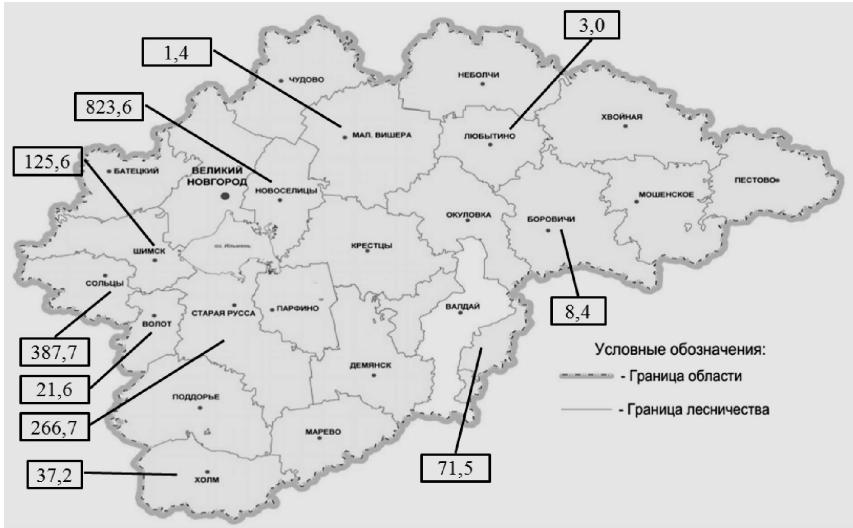 3,0
1,4
ЧУДОВО
НЕБОЛЧИ
823,6
ХВОЙНАЯ
МАЛ. ВИШЕРА
ЛЮБЫТИНО
125,6
БАТЕЦКИЙ
ВЕЛИКИЙ
НОВГОРОД
НОВОСЕЛИЦЫ
МОШЕНСКОЕ
ПЕСТОВО
ОКУЛОВКА
БОРОВИЧИ
ШИМСК
оз. Ильмень
КРЕСТЦЫ
СОЛЬЦЫ
СТАРАЯ РУССА
ПАРФИНО
ВАЛДАЙ
8,4
ВОЛОТ
387,7
Условные обозначения:
ДЕМЯНСК
- Граница области
21,6
ПОДДОРЬЕ
- Граница лесничества
266,7
МАРЕВО
71,5
37,2
ХОЛМ